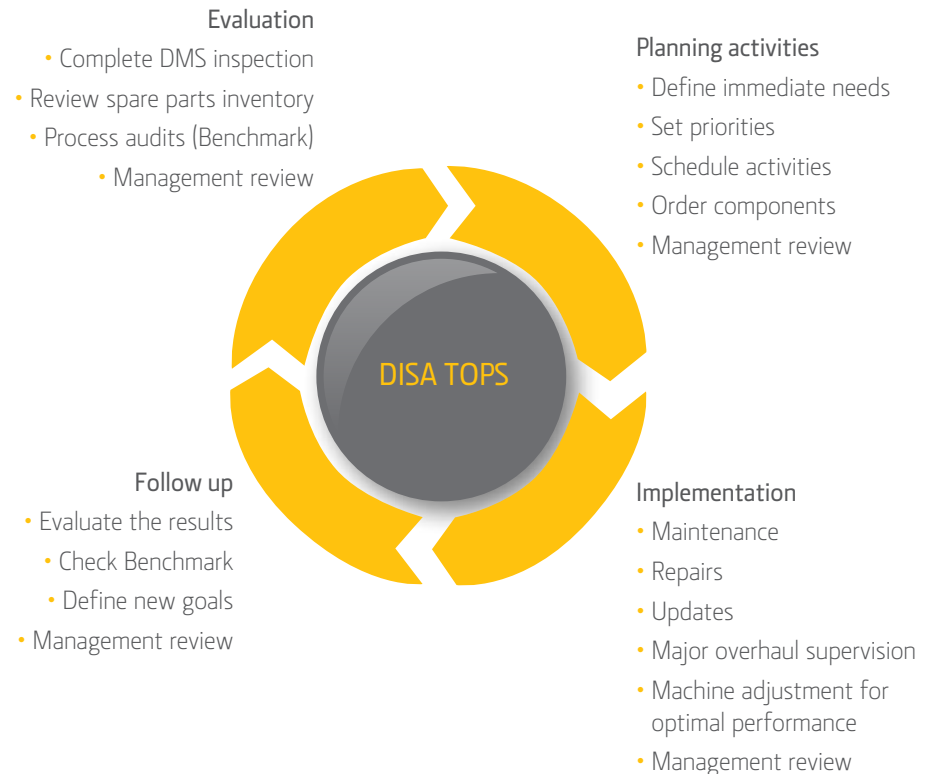 Evaluation
• Complete DMS inspection
• Review spare parts inventory
• Process audits (Benchmark)
• Management review
Planning activities
• Define immediate needs
• Set priorities
• Schedule activities
• Order components
• Management review
DISA TOPS
Follow up
• Evaluate the results
• Check Benchmark
• Define new goals
• Management review
Implementation
• Maintenance
• Repairs
• Updates
• Major overhaul supervision
• Machine adjustment for
optimal performance
• Management review